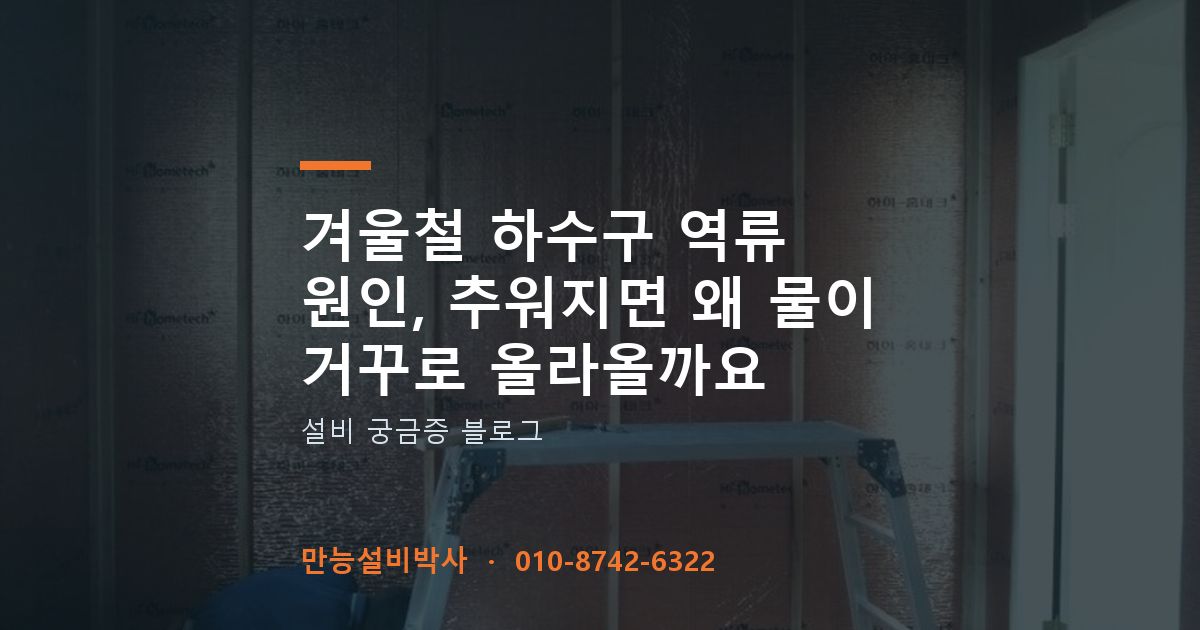 겨울철 하수구 역류
원인, 추워지면 왜 물이
거꾸로 올라올까요
설비 궁금증 블로그
만능설비박사 · 010-8742-6322